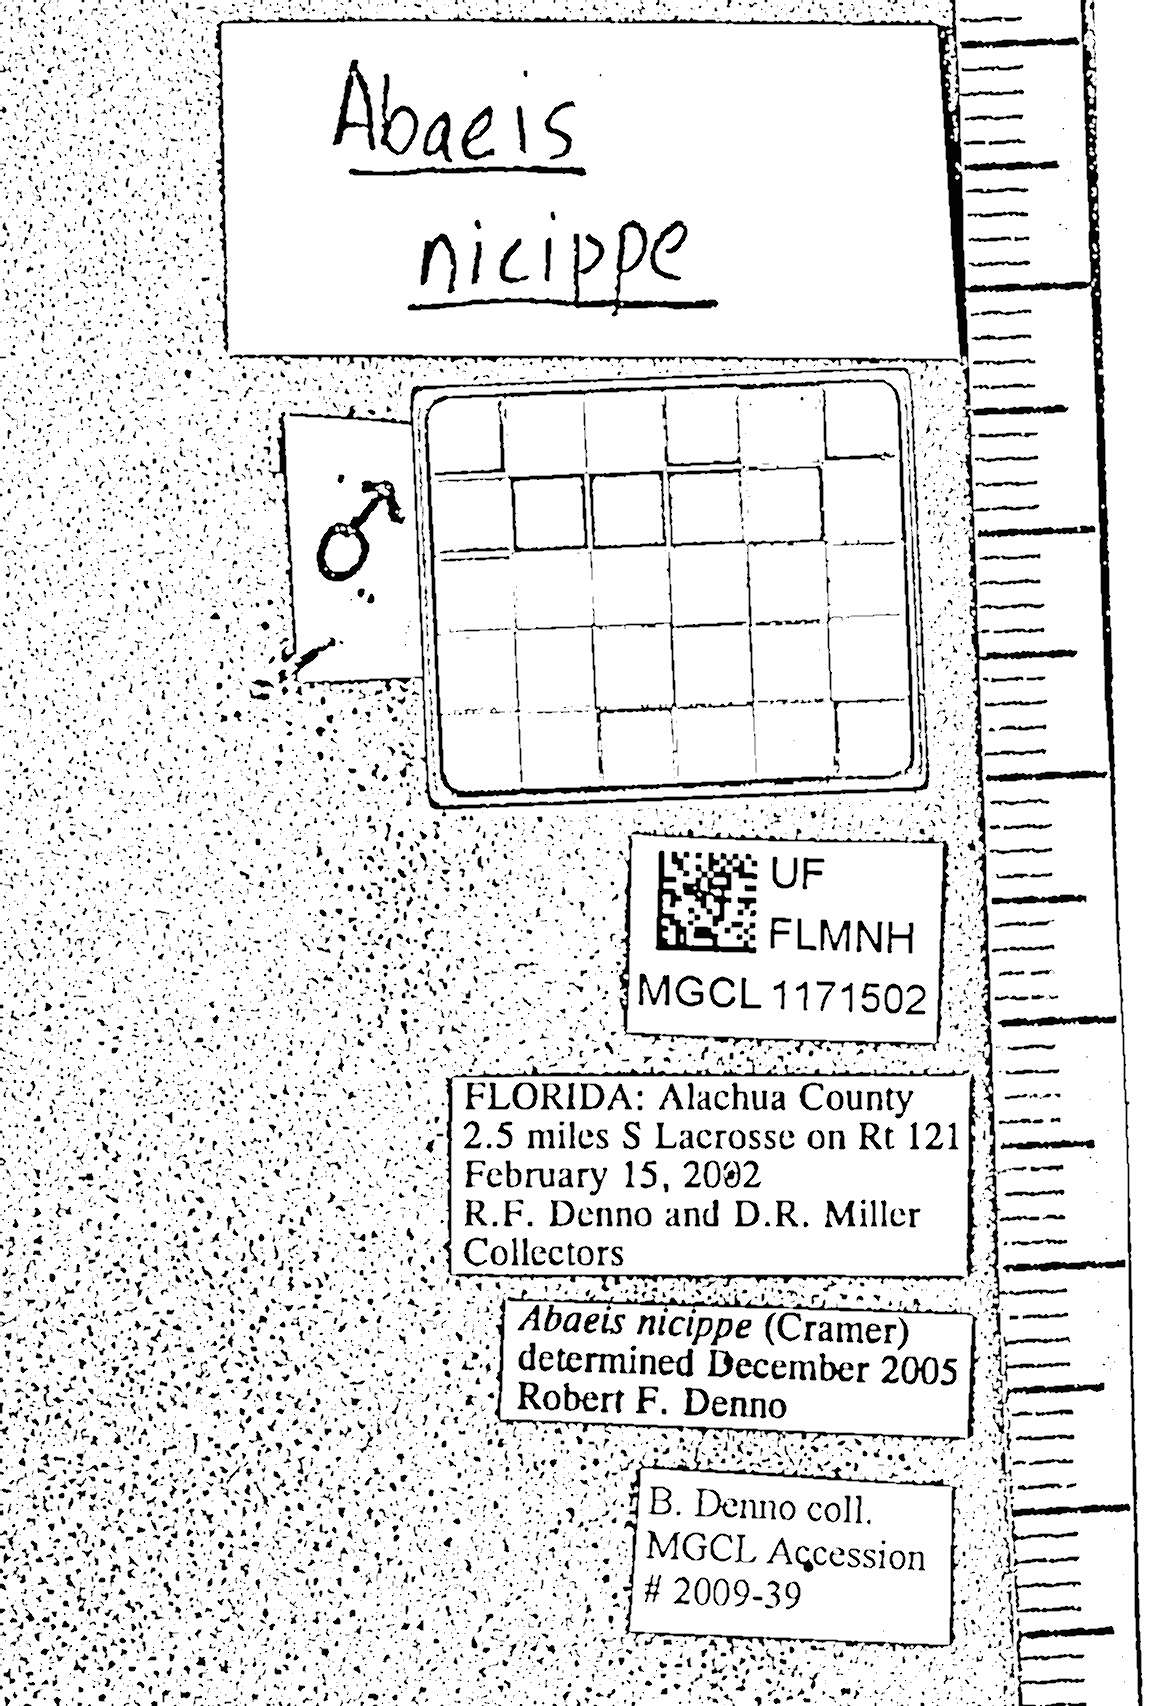 Abaeis
nicippe
♂
UF
FLMNH
MGCL 1171502
FLORIDA: Alachua County
2.5 miles S Lacrosse on Rt 121
February 15, 2002
R.F. Denno and D.R. Miller
Collectors
Abaeis nicippe (Cramer)
determined December 2005
Robert F. Denno
B. Denno coll.
MGCL Accession
# 2009-39